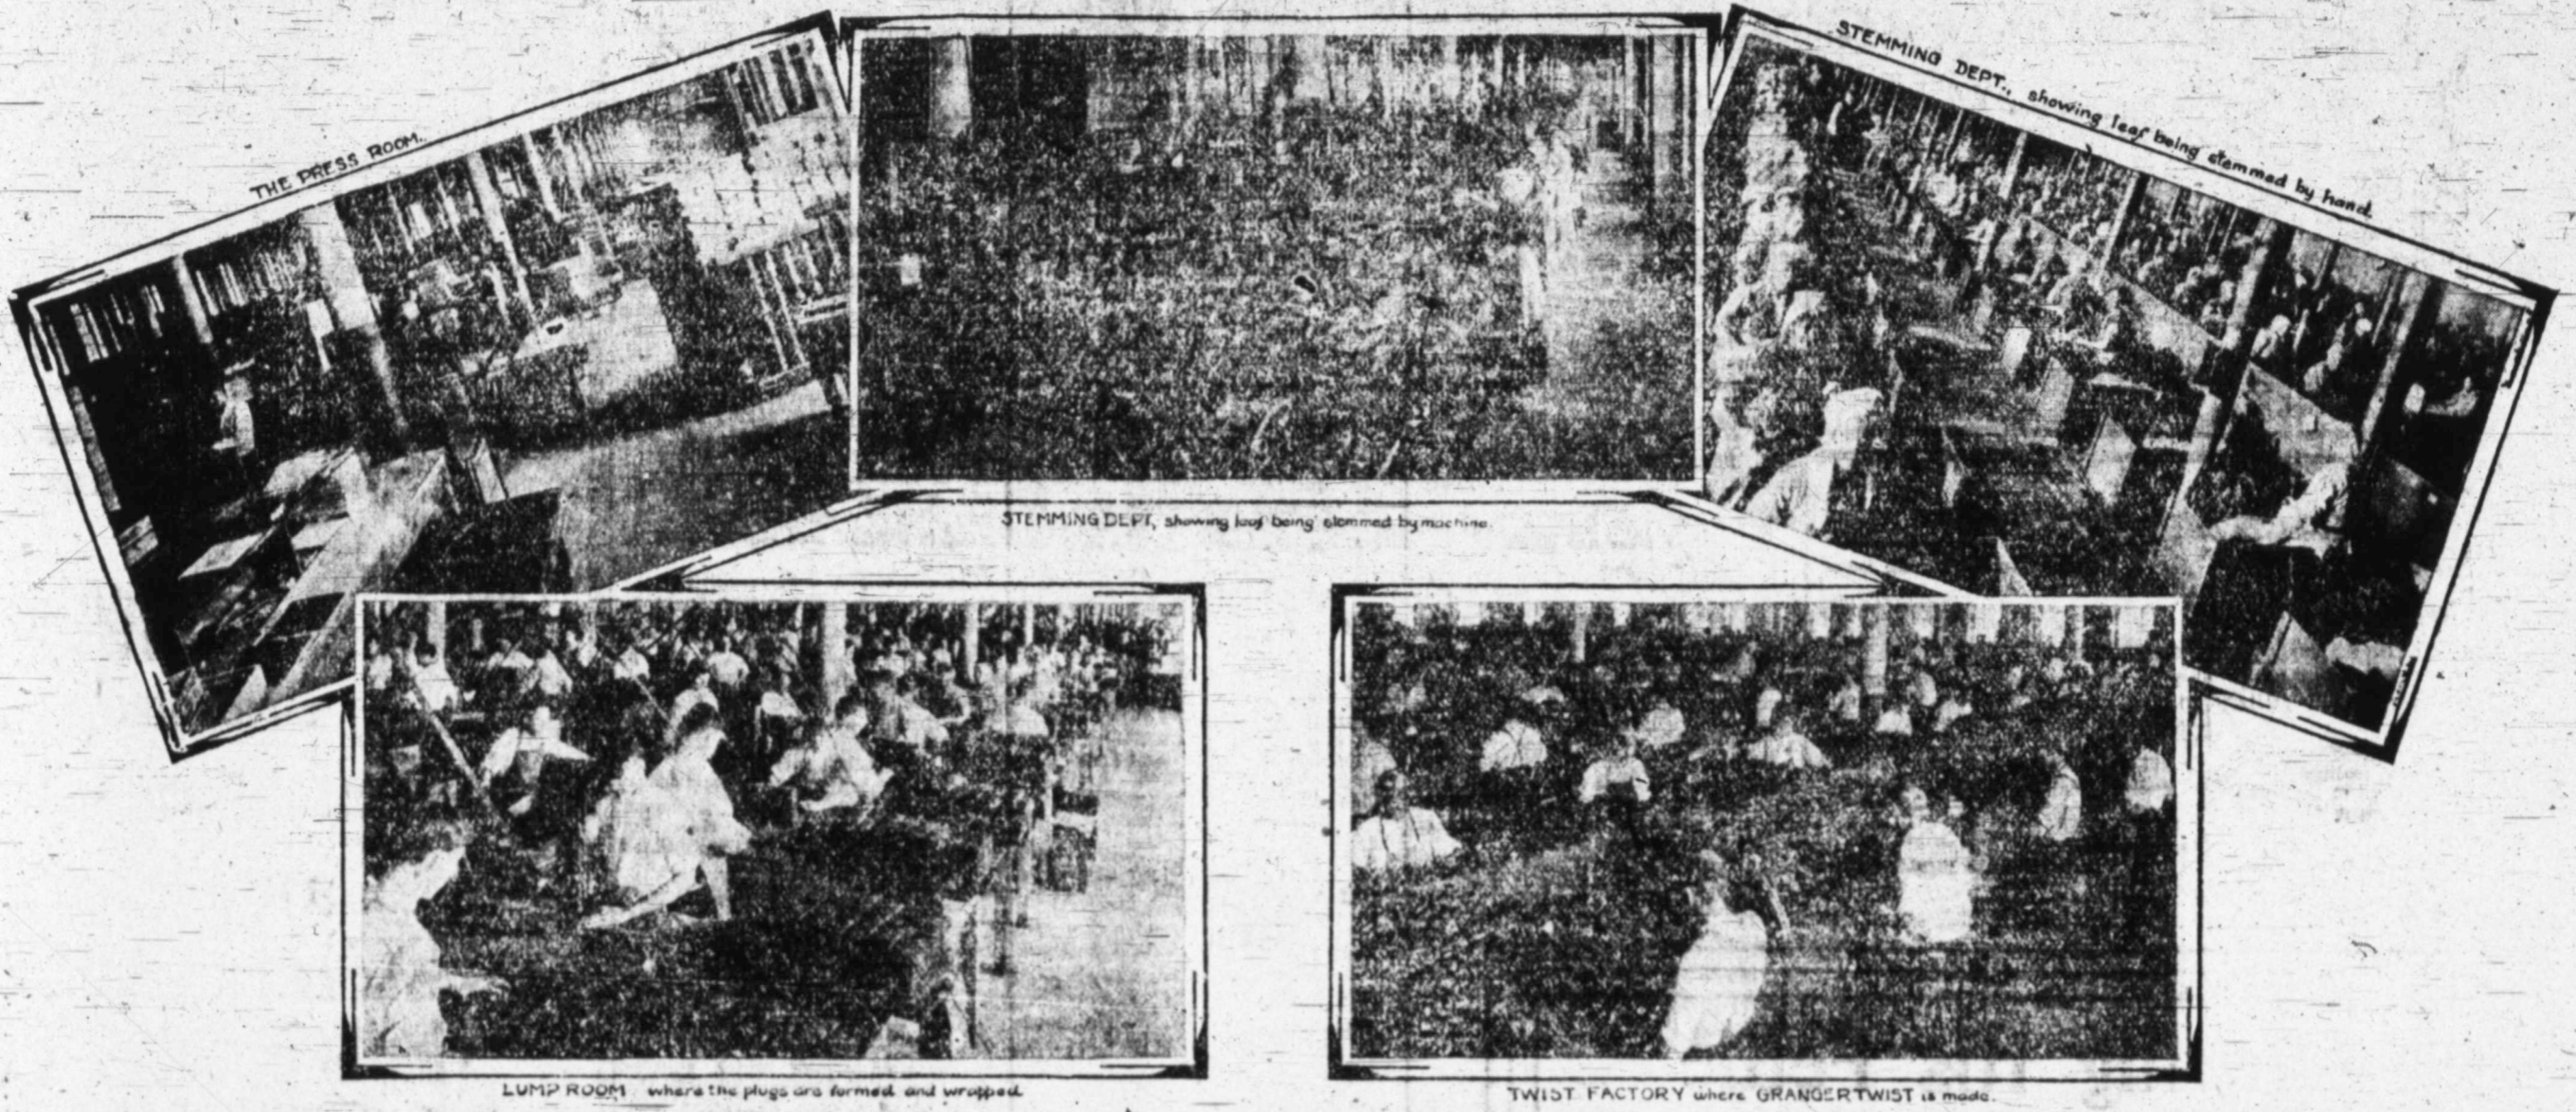 THE PRESS ROOM.
STEMMING DEPT., showing leaf being stemmed by hand.
STEMMING DEPT., showing leaf being stemmed by machine.
LUMP ROOM where the plugs are formed and wrapped
TWIST FACTORY where GRANGER TWIST is made.